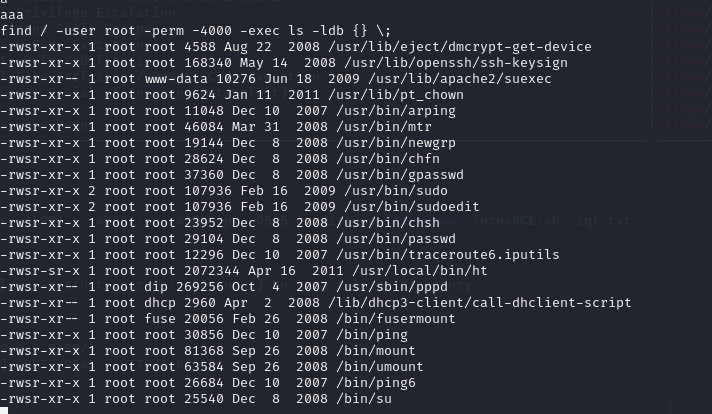 aaa
find / -user root -perm -4000 -exec ls -ldb {} \;
-rwsr-xr-x 1 root root 4588 Aug 22  2008 /usr/lib/eject/dmcrypt-get-device
-rwsr-xr-x 1 root root 168340 May 14  2008 /usr/lib/openssh/ssh-keysign
-rwsr-xr-- 1 root www-data 10276 Jun 18  2009 /usr/lib/apache2/suexec
-rwsr-xr-x 1 root root 9624 Jan 11  2011 /usr/lib/pt_chown
-rwsr-xr-x 1 root root 11048 Dec 10  2007 /usr/bin/arping
-rwsr-xr-x 1 root root 46084 Mar 31  2008 /usr/bin/mtr
-rwsr-xr-x 1 root root 19144 Dec  8  2008 /usr/bin/newgrp
-rwsr-xr-x 1 root root 28624 Dec  8  2008 /usr/bin/chfn
-rwsr-xr-x 1 root root 37360 Dec  8  2008 /usr/bin/gpasswd
-rwsr-xr-x 2 root root 107936 Feb 16  2009 /usr/bin/sudo
-rwsr-xr-x 2 root root 107936 Feb 16  2009 /usr/bin/sudoedit
-rwsr-xr-x 1 root root 23952 Dec  8  2008 /usr/bin/chsh
-rwsr-xr-x 1 root root 29104 Dec  8  2008 /usr/bin/passwd
-rwsr-xr-x 1 root root 12296 Dec 10  2007 /usr/bin/traceroute6.iputils
-rwsr-sr-x 1 root root 2072344 Apr 16  2011 /usr/local/bin/ht
-rwsr-xr-- 1 root dip 269256 Oct  4  2007 /usr/sbin/pppd
-rwsr-xr-- 1 root dhcp 2960 Apr  2  2008 /lib/dhcp3-client/call-dhclient-script
-rwsr-xr-- 1 root fuse 20056 Feb 26  2008 /bin/fusermount
-rwsr-xr-x 1 root root 30856 Dec 10  2007 /bin/ping
-rwsr-xr-x 1 root root 81368 Sep 26  2008 /bin/mount
-rwsr-xr-x 1 root root 63584 Sep 26  2008 /bin/umount
-rwsr-xr-x 1 root root 26684 Dec 10  2007 /bin/ping6
-rwsr-xr-x 1 root root 25540 Dec  8  2008 /bin/su